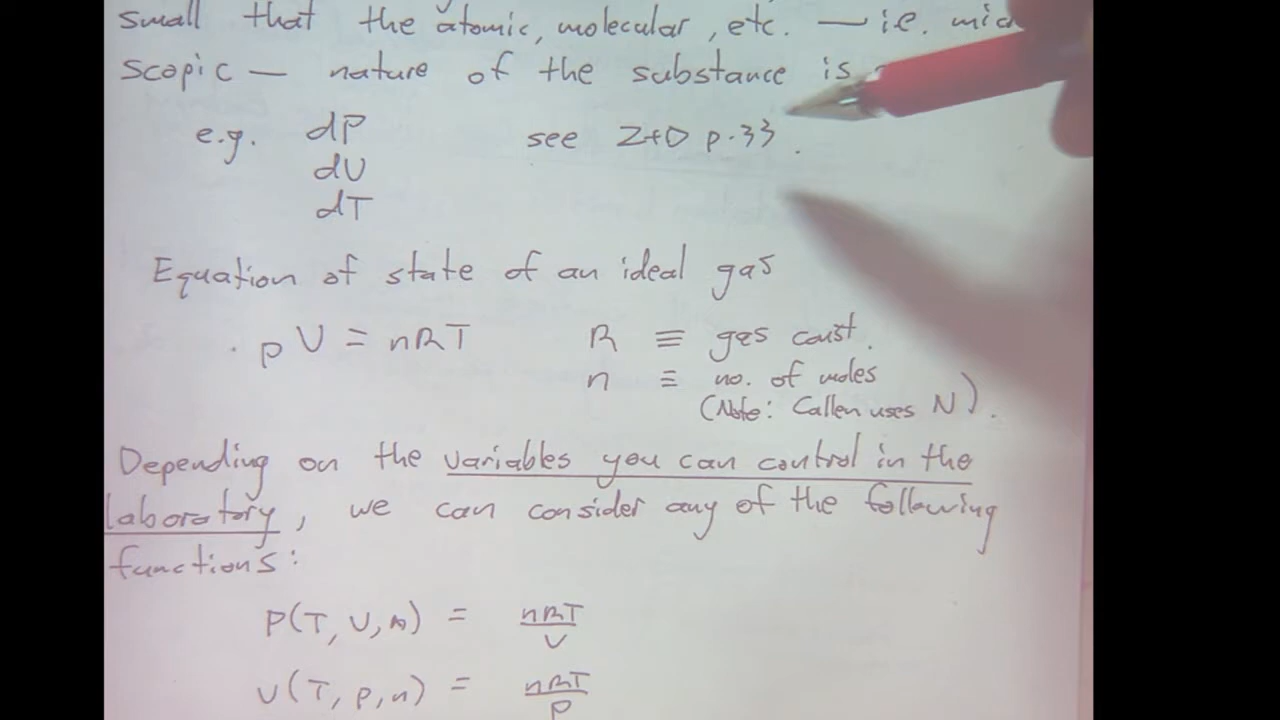 small that the atomic, molecular, etc. — i.e.
scopic — nature of the substance is
e.g. dP see Z+D p.33.
dV
dT
Equation of state of an ideal gas
pV = nRT R ≡ gas const.
n ≡ no. of moles
(Note: Callen uses N).
Depending on the variables you can control in the
laboratory, we can consider any of the following
functions:
P(T, V, n) = nRT/V
V(T, p, n) = nRT/P